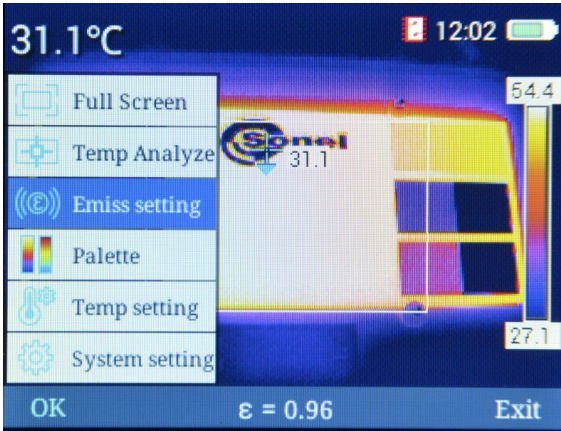 31.1°C
12:02
Full Screen
Temp Analyze
Emiss setting
Palette
Temp setting
System setting
Sonel
31.1
54.4
27.1
OK
ε = 0.96
Exit